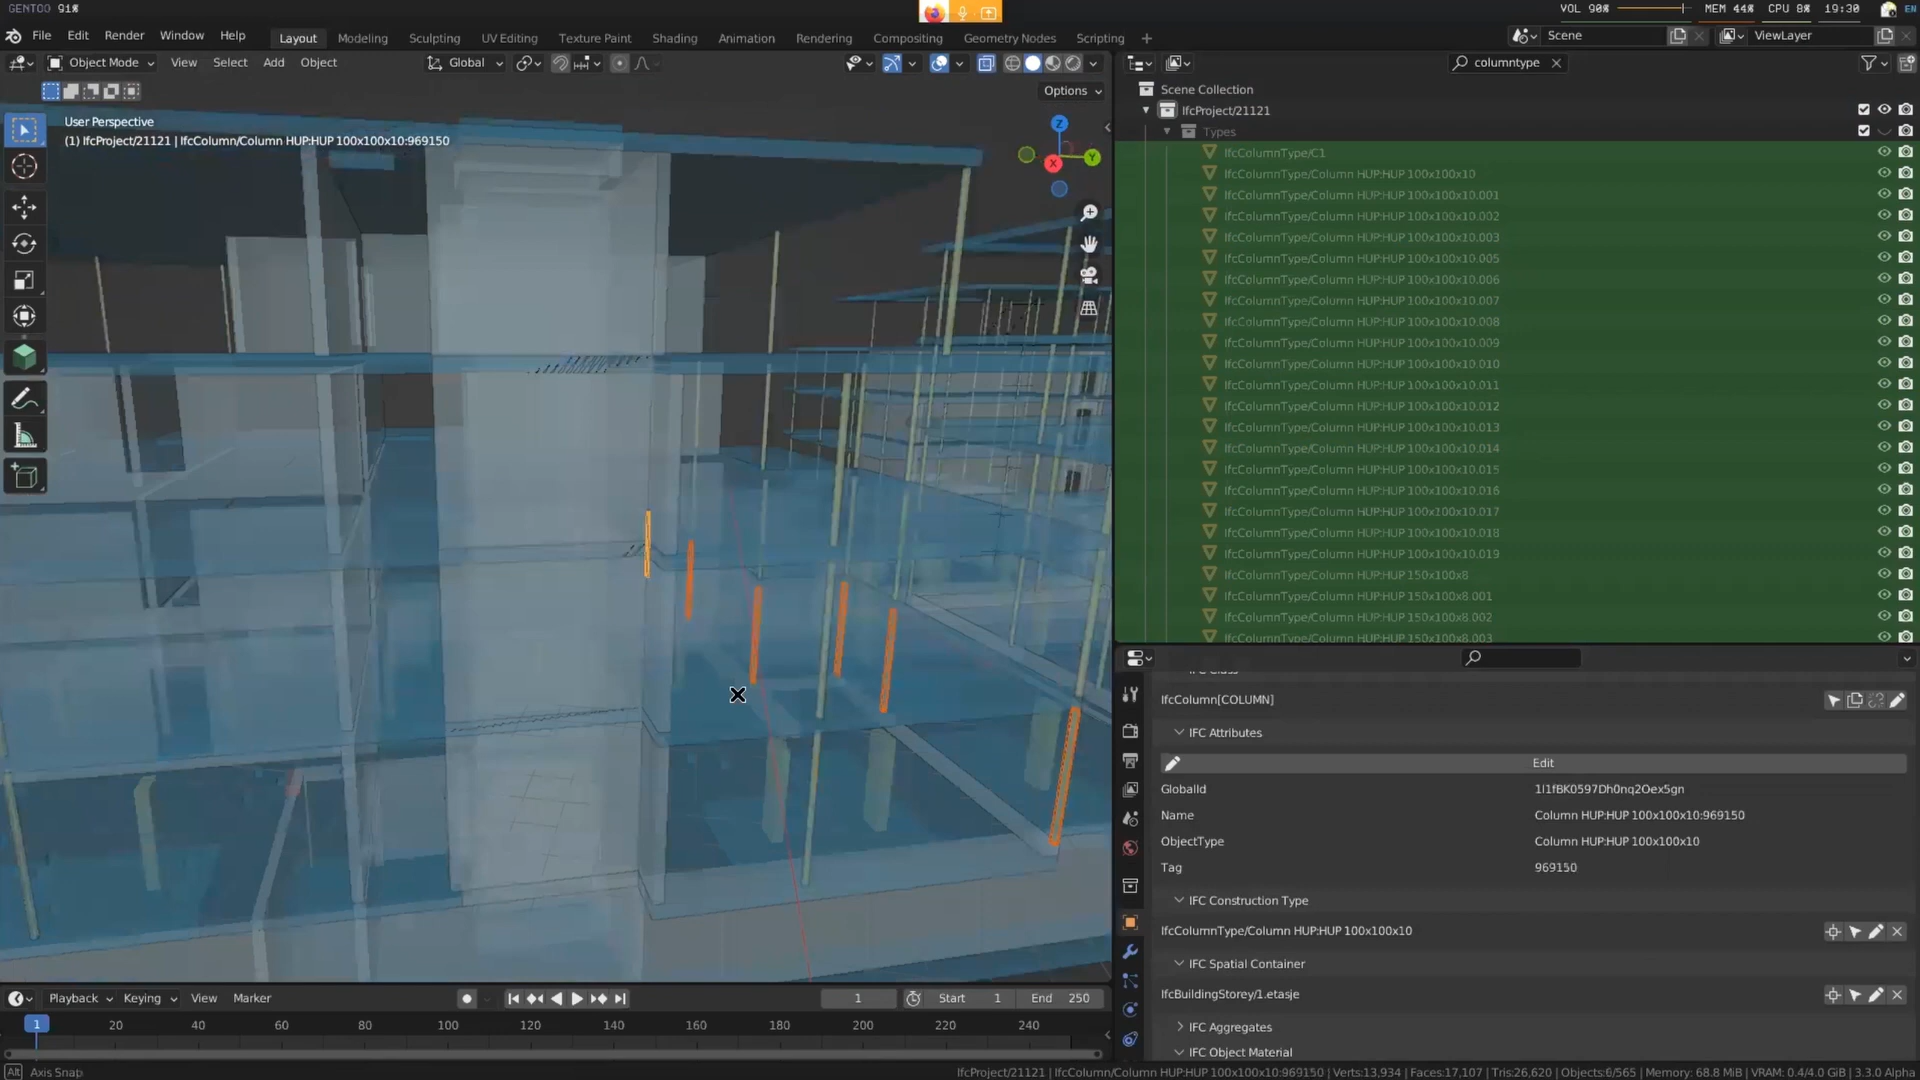 GENTOO 91%
VOL 90%
MEM 44%
CPU 8%
19:30
EN
File Edit Render Window Help
Layout Modeling Sculpting UV Editing Texture Paint Shading Animation Rendering Compositing Geometry Nodes Scripting +
Scene
ViewLayer
Object Mode View Select Add Object
Global
columntype
Options
User Perspective
(1) IfcProject/21121 | IfcColumn/Column HUP:HUP 100x100x10:969150
Z
Y
X
Scene Collection
IfcProject/21121
Types
IfcColumnType/C1
IfcColumnType/Column HUP:HUP 100x100x10
IfcColumnType/Column HUP:HUP 100x100x10.001
IfcColumnType/Column HUP:HUP 100x100x10.002
IfcColumnType/Column HUP:HUP 100x100x10.003
IfcColumnType/Column HUP:HUP 100x100x10.005
IfcColumnType/Column HUP:HUP 100x100x10.006
IfcColumnType/Column HUP:HUP 100x100x10.007
IfcColumnType/Column HUP:HUP 100x100x10.008
IfcColumnType/Column HUP:HUP 100x100x10.009
IfcColumnType/Column HUP:HUP 100x100x10.010
IfcColumnType/Column HUP:HUP 100x100x10.011
IfcColumnType/Column HUP:HUP 100x100x10.012
IfcColumnType/Column HUP:HUP 100x100x10.013
IfcColumnType/Column HUP:HUP 100x100x10.014
IfcColumnType/Column HUP:HUP 100x100x10.015
IfcColumnType/Column HUP:HUP 100x100x10.016
IfcColumnType/Column HUP:HUP 100x100x10.017
IfcColumnType/Column HUP:HUP 100x100x10.018
IfcColumnType/Column HUP:HUP 100x100x10.019
IfcColumnType/Column HUP:HUP 150x100x8
IfcColumnType/Column HUP:HUP 150x100x8.001
IfcColumnType/Column HUP:HUP 150x100x8.002
IfcColumnType/Column HUP:HUP 150x100x8.003
IfcColumn[COLUMN]
IFC Attributes
Edit
GlobalId 1I1fBK0597Dh0nq2Oex5gn
Name Column HUP:HUP 100x100x10:969150
ObjectType Column HUP:HUP 100x100x10
Tag 969150
IFC Construction Type
IfcColumnType/Column HUP:HUP 100x100x10
IFC Spatial Container
IfcBuildingStorey/1.etasje
IFC Aggregates
IFC Object Material
Playback Keying View Marker
1
Start 1
End 250
1 20 40 60 80 100 120 140 160 180 200 220 240
Alt Axis Snap
IfcProject/21121 | IfcColumn/Column HUP:HUP 100x100x10:969150 | Verts:13,934 | Faces:17,107 | Tris:26,620 | Objects:6/565 | Memory: 68.8 MiB | VRAM: 0.4/4.0 GiB | 3.3.0 Alpha